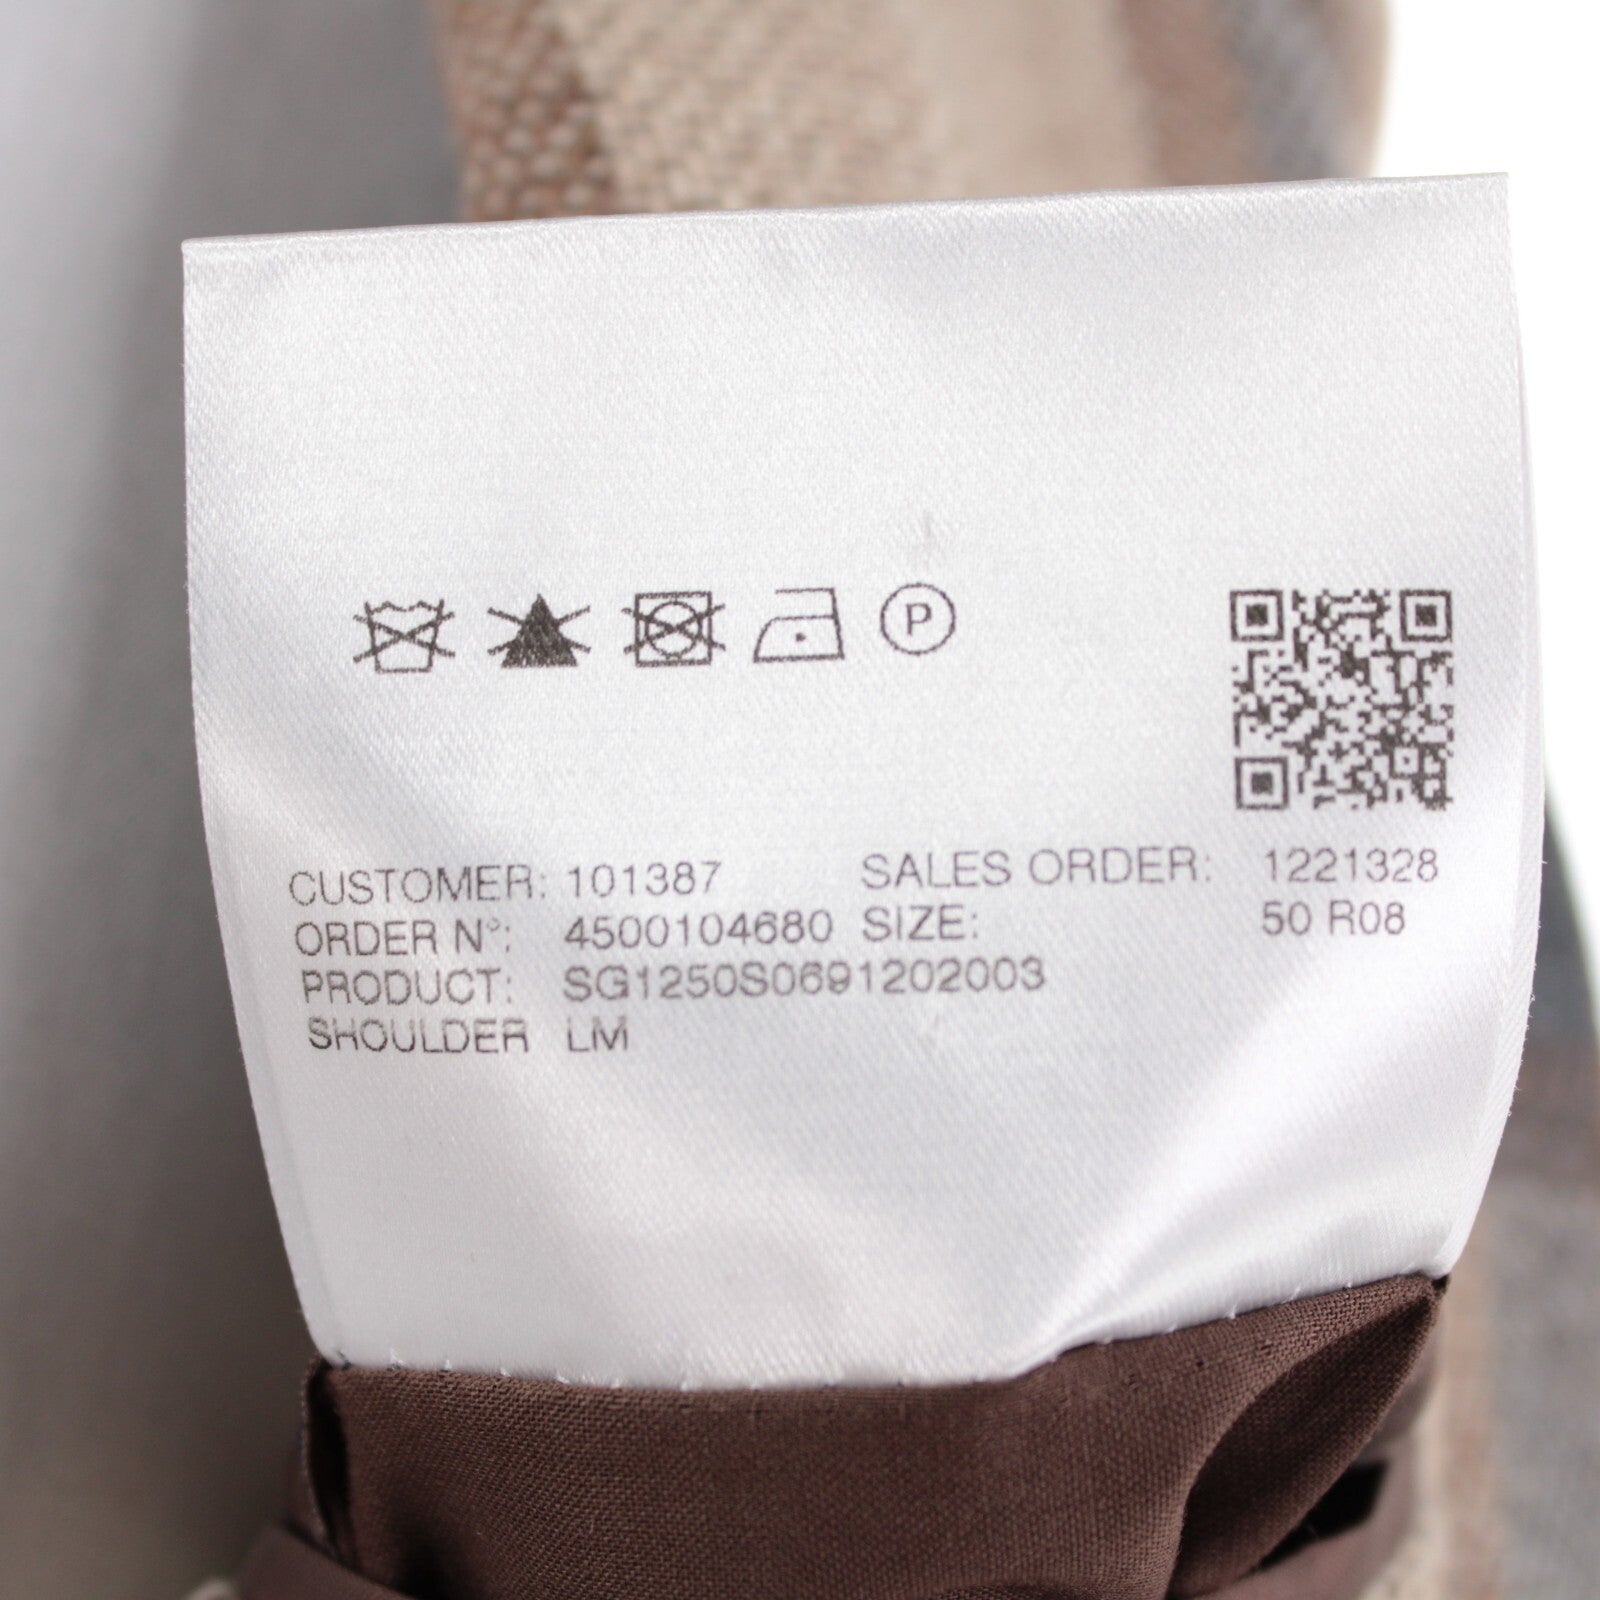 P
CUSTOMER: 101387 SALES ORDER: 1221328
ORDER N°: 4500104680 SIZE: 50 R08
PRODUCT: SG1250S0691202003
SHOULDER LM